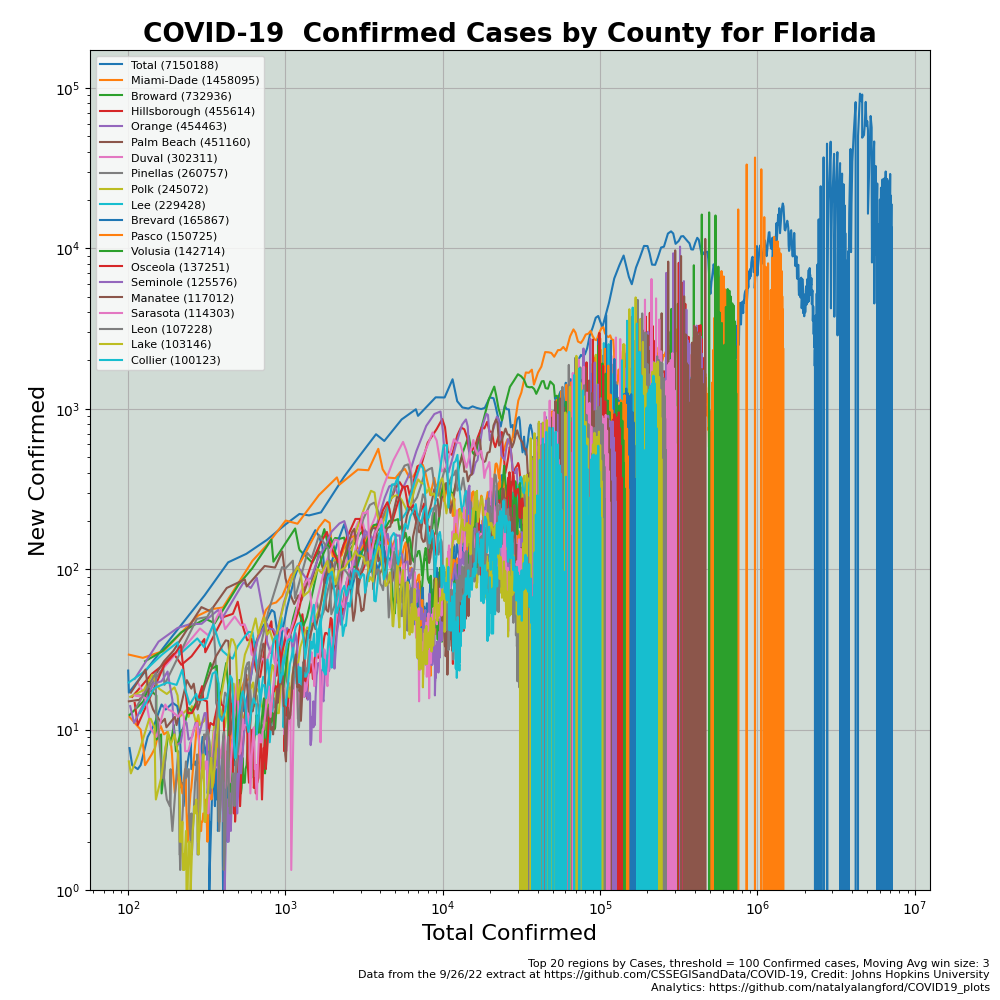 COVID-19  Confirmed Cases by County for Florida
Total (7150188)
Miami-Dade (1458095)
Broward (732936)
Hillsborough (455614)
Orange (454463)
Palm Beach (451160)
Duval (302311)
Pinellas (260757)
Polk (245072)
Lee (229428)
Brevard (165867)
Pasco (150725)
Volusia (142714)
Osceola (137251)
Seminole (125576)
Manatee (117012)
Sarasota (114303)
Leon (107228)
Lake (103146)
Collier (100123)
New Confirmed
10⁵
10⁴
10³
10²
10¹
10⁰
10² 10³ 10⁴ 10⁵ 10⁶ 10⁷
Total Confirmed
Top 20 regions by Cases, threshold = 100 Confirmed cases, Moving Avg win size: 3
Data from the 9/26/22 extract at https://github.com/CSSEGISandData/COVID-19, Credit: Johns Hopkins University
Analytics: https://github.com/natalyalangford/COVID19_plots